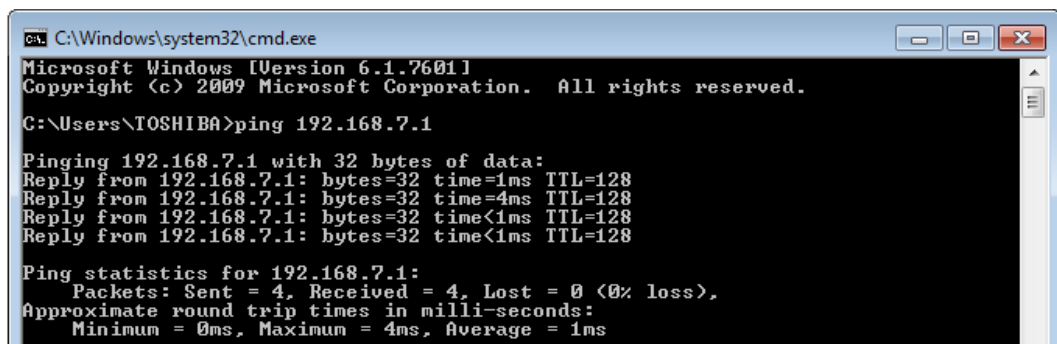 C:\Windows\system32\cmd.exe
Microsoft Windows [Version 6.1.7601]
Copyright (c) 2009 Microsoft Corporation.  All rights reserved.
C:\Users\TOSHIBA>ping 192.168.7.1
Pinging 192.168.7.1 with 32 bytes of data:
Reply from 192.168.7.1: bytes=32 time=1ms TTL=128
Reply from 192.168.7.1: bytes=32 time=4ms TTL=128
Reply from 192.168.7.1: bytes=32 time<1ms TTL=128
Reply from 192.168.7.1: bytes=32 time<1ms TTL=128
Ping statistics for 192.168.7.1:
    Packets: Sent = 4, Received = 4, Lost = 0 (0% loss),
Approximate round trip times in milli-seconds:
    Minimum = 0ms, Maximum = 4ms, Average = 1ms